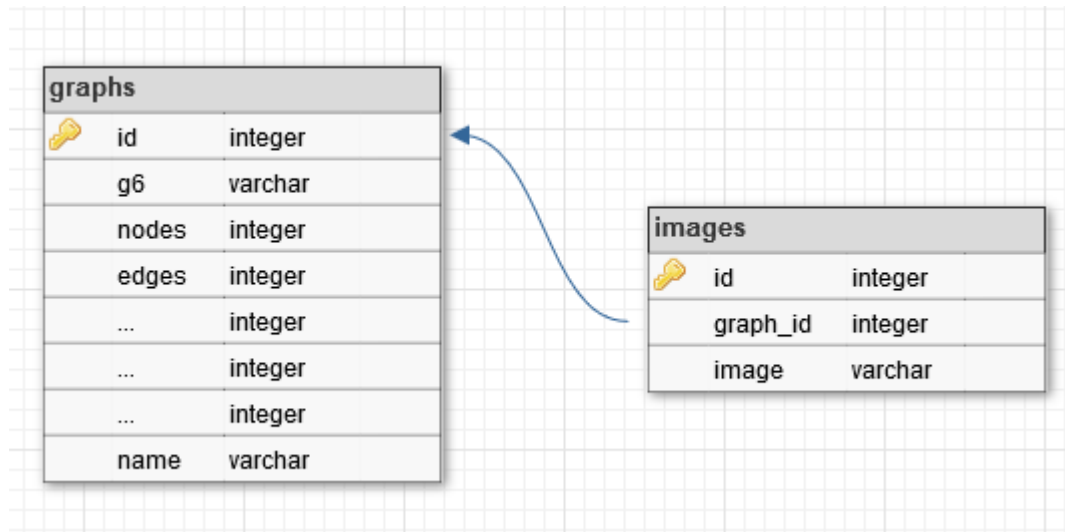 graphs
id integer
g6 varchar
nodes integer
edges integer
... integer
... integer
... integer
name varchar
images
id integer
graph_id integer
image varchar